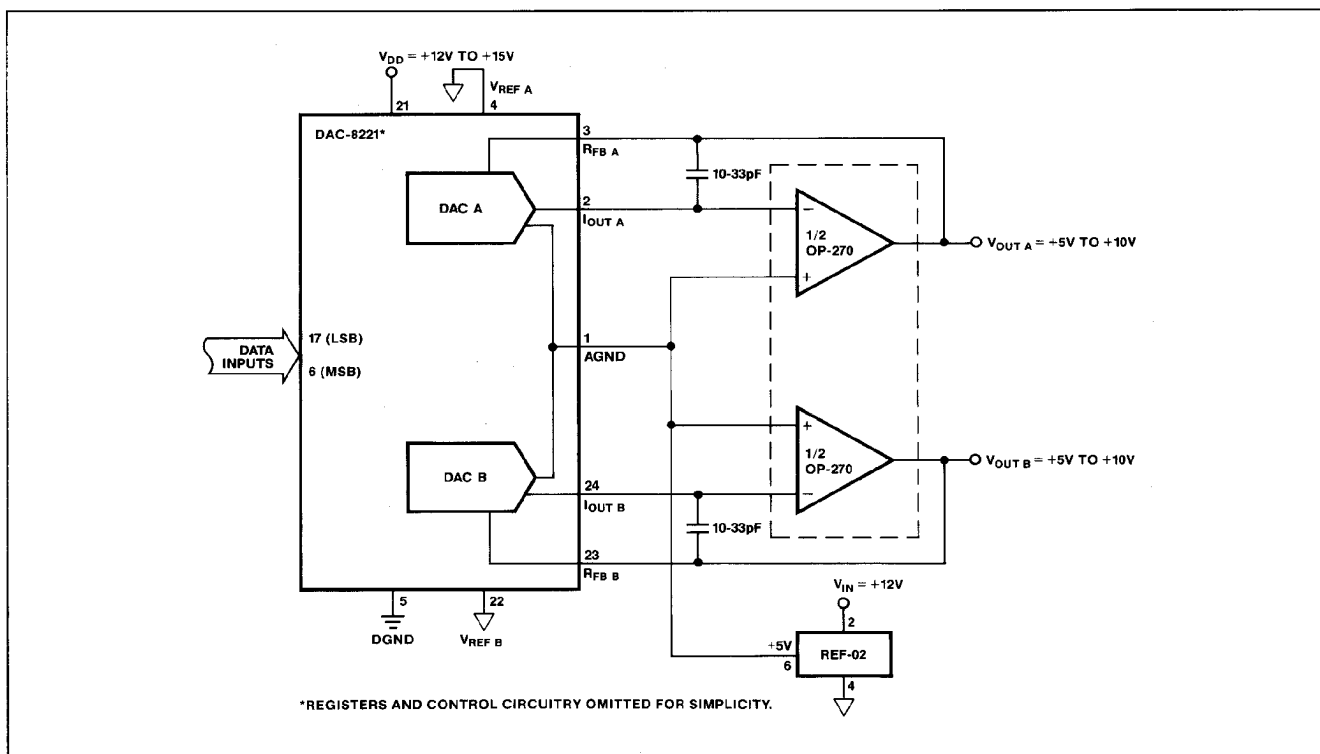 V_DD = +12V TO +15V
V_REF A
21
4
DAC-8221*
3
R_FB A
10-33pF
DAC A
2
I_OUT A
−
1/2
OP-270
+
V_OUT A = +5V TO +10V
DATA
INPUTS
17 (LSB)
6 (MSB)
1
AGND
DAC B
24
I_OUT B
+
1/2
OP-270
−
V_OUT B = +5V TO +10V
10-33pF
23
R_FB B
5
DGND
22
V_REF B
V_IN = +12V
2
+5V
6
REF-02
4
*REGISTERS AND CONTROL CIRCUITRY OMITTED FOR SIMPLICITY.